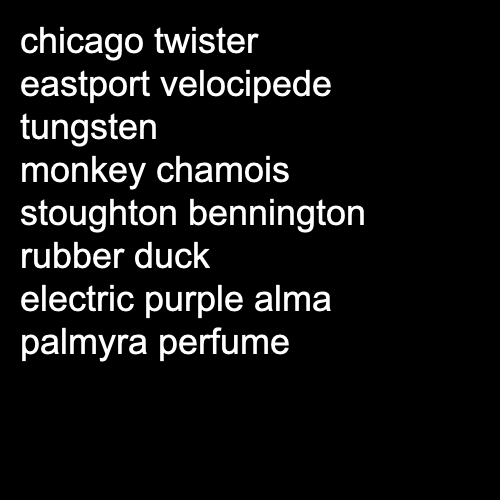 chicago twister
eastport velocipede
tungsten
monkey chamois
stoughton bennington
rubber duck
electric purple alma
palmyra perfume